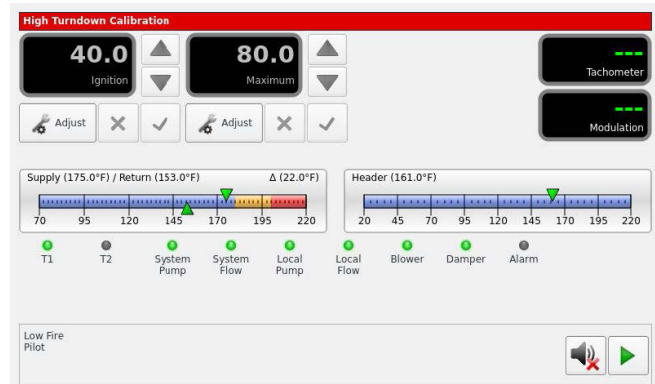 High Turndown Calibration
40.0
Ignition
80.0
Maximum
---
Tachometer
Adjust
Adjust
---
Modulation
Supply (175.0°F) / Return (153.0°F) Δ (22.0°F)
70 95 120 145 170 195 220
Header (161.0°F)
20 45 70 95 120 145 170 195 220
T1
T2
System
Pump
System
Flow
Local
Pump
Local
Flow
Blower
Damper
Alarm
Low Fire
Pilot